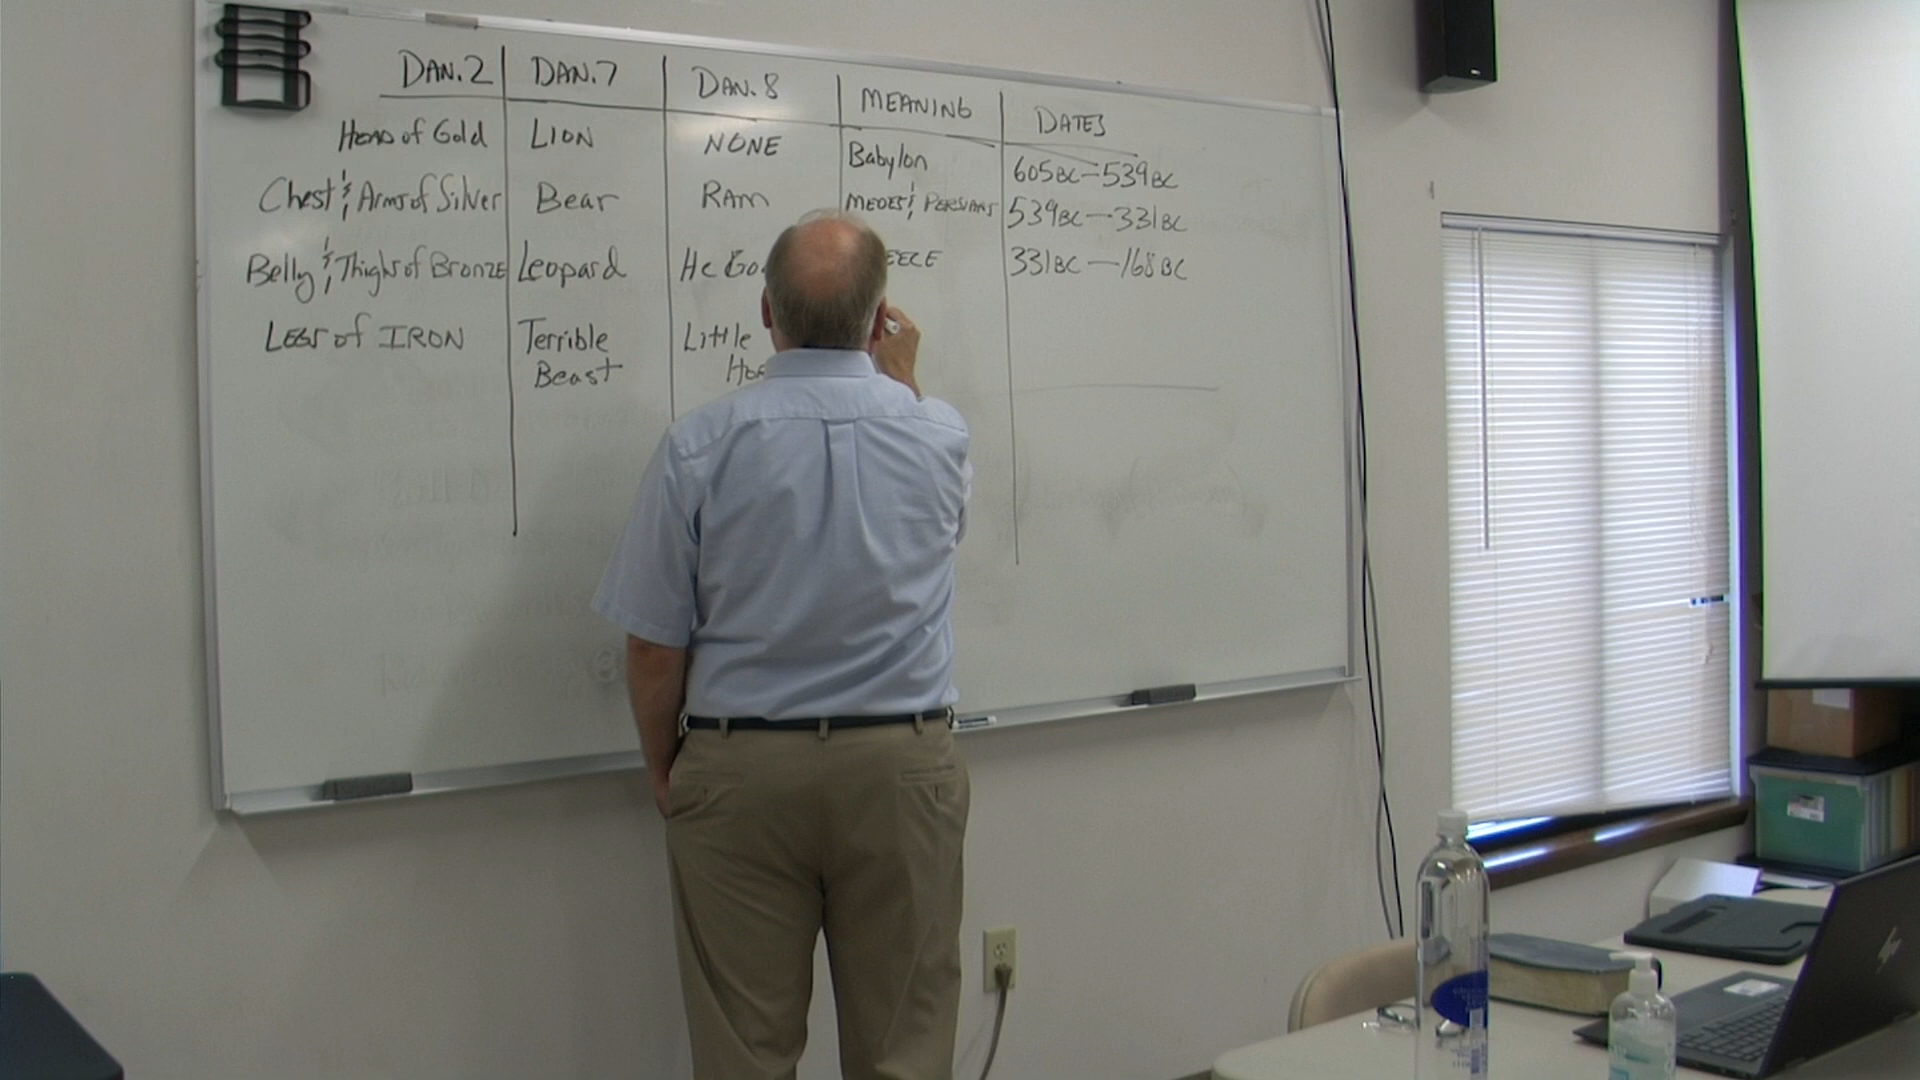 DAN.2 DAN.7 DAN.8 MEANING DATES
HEAD of Gold LION NONE Babylon 605BC—539BC
Chest & Arms of Silver Bear RAM MEDES & PERSIANS 539BC—331BC
Belly & Thighs of BRONZE Leopard He EECE 331BC—168BC
LEGS of IRON Terrible Little
Beast